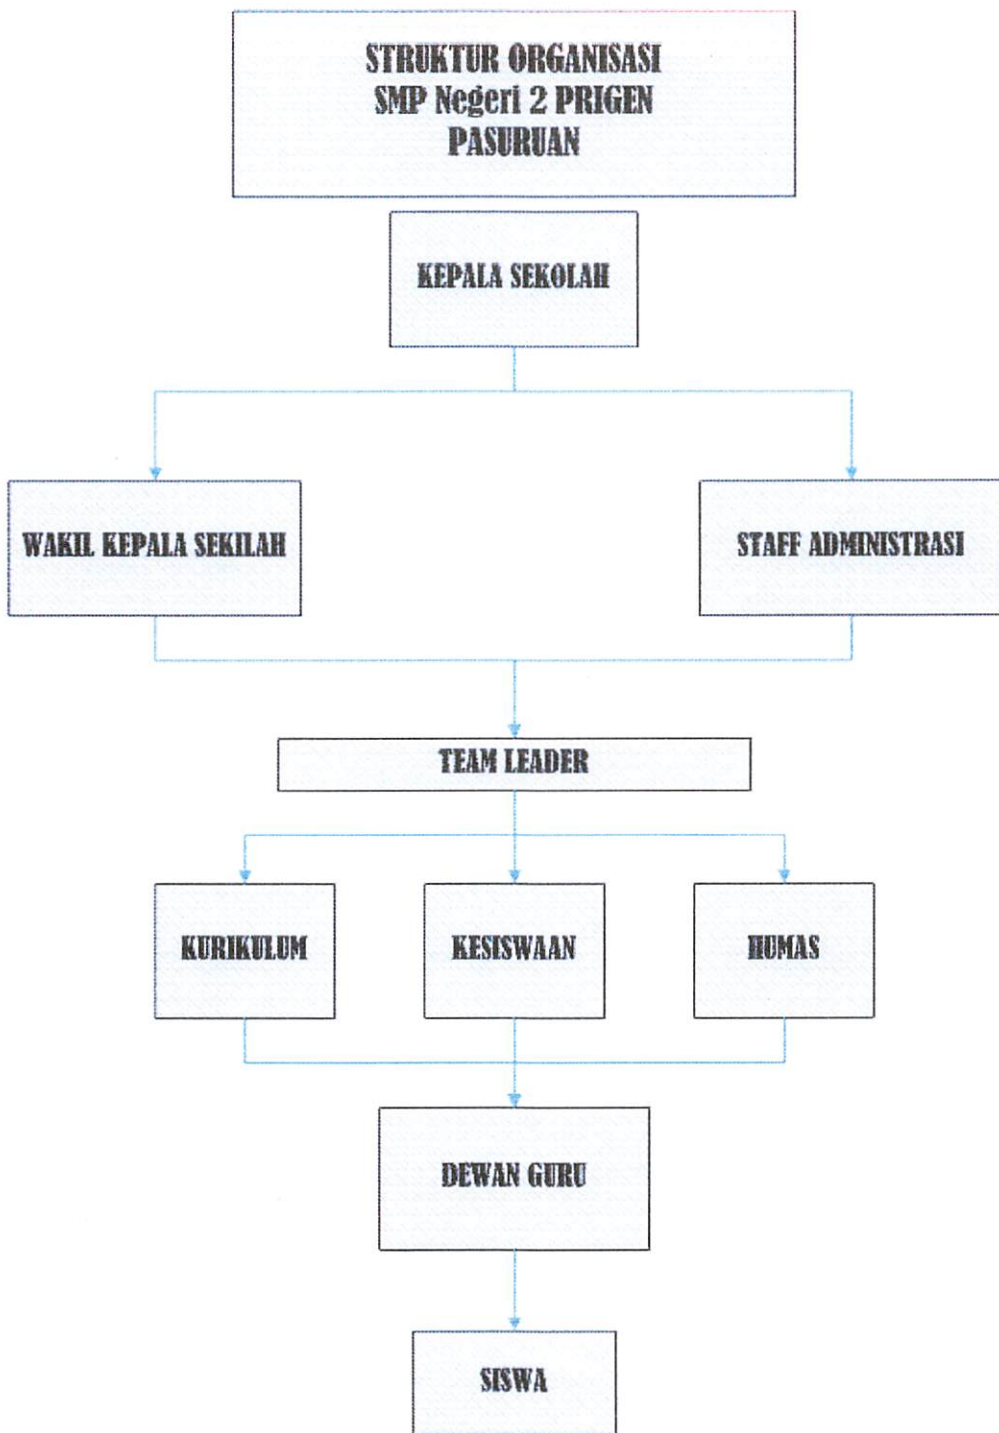 STRUKTUR ORGANISASI
SMP Negeri 2 PRIGEN
PASURUAN
KEPALA SEKOLAH
WAKIL KEPALA SEKILAH
STAFF ADMINISTRASI
TEAM LEADER
KURIKULUM
KESISWAAN
HUMAS
DEWAN GURU
SISWA